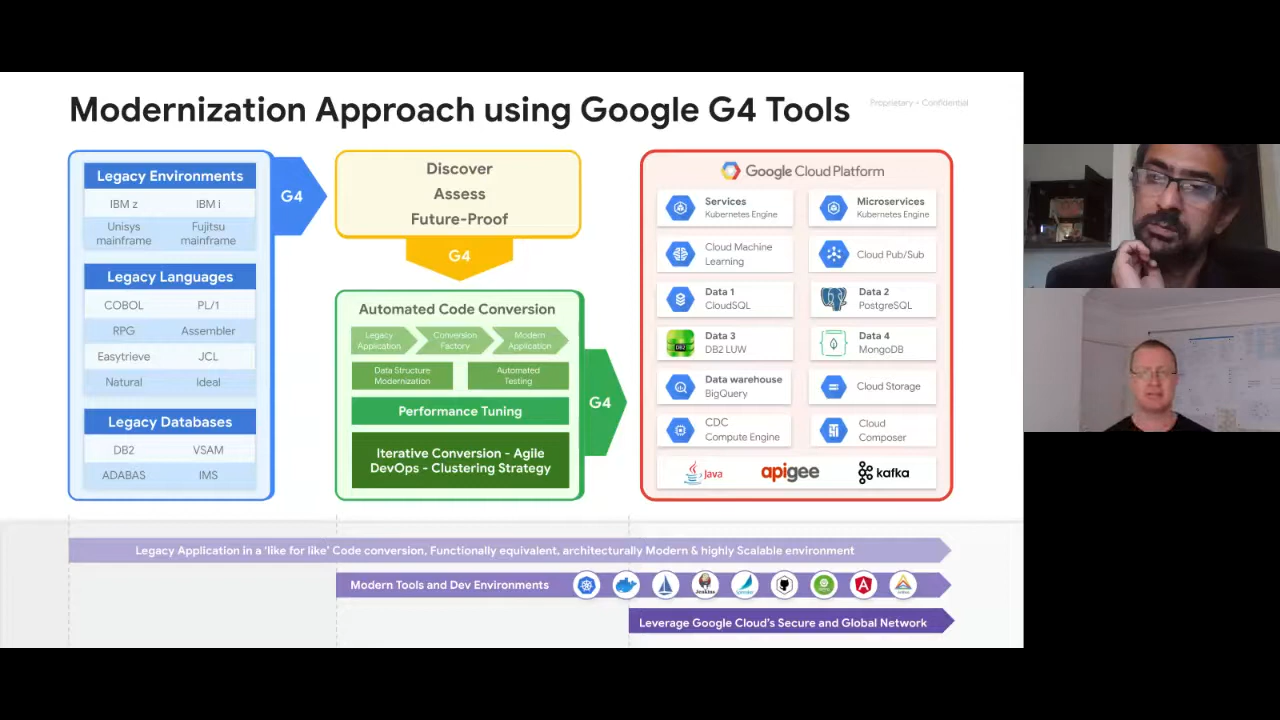 Modernization Approach using Google G4 Tools
Proprietary + Confidential
Legacy Environments
IBM z IBM i
Unisys mainframe Fujitsu mainframe
Legacy Languages
COBOL PL/1
RPG Assembler
Easytrieve JCL
Natural Ideal
Legacy Databases
DB2 VSAM
ADABAS IMS
G4
Discover
Assess
Future-Proof
G4
Automated Code Conversion
Legacy Application
Conversion Factory
Modern Application
Data Structure Modernization
Automated Testing
Performance Tuning
Iterative Conversion - Agile
DevOps - Clustering Strategy
G4
Google Cloud Platform
Services
Kubernetes Engine
Microservices
Kubernetes Engine
Cloud Machine Learning
Cloud Pub/Sub
Data 1
CloudSQL
Data 2
PostgreSQL
DB2
Data 3
DB2 LUW
Data 4
MongoDB
Data warehouse
BigQuery
Cloud Storage
CDC
Compute Engine
Cloud Composer
Java apigee kafka
Legacy Application in a 'like for like' Code conversion, Functionally equivalent, architecturally Modern & highly Scalable environment
Modern Tools and Dev Environments
Jenkins
Leverage Google Cloud's Secure and Global Network